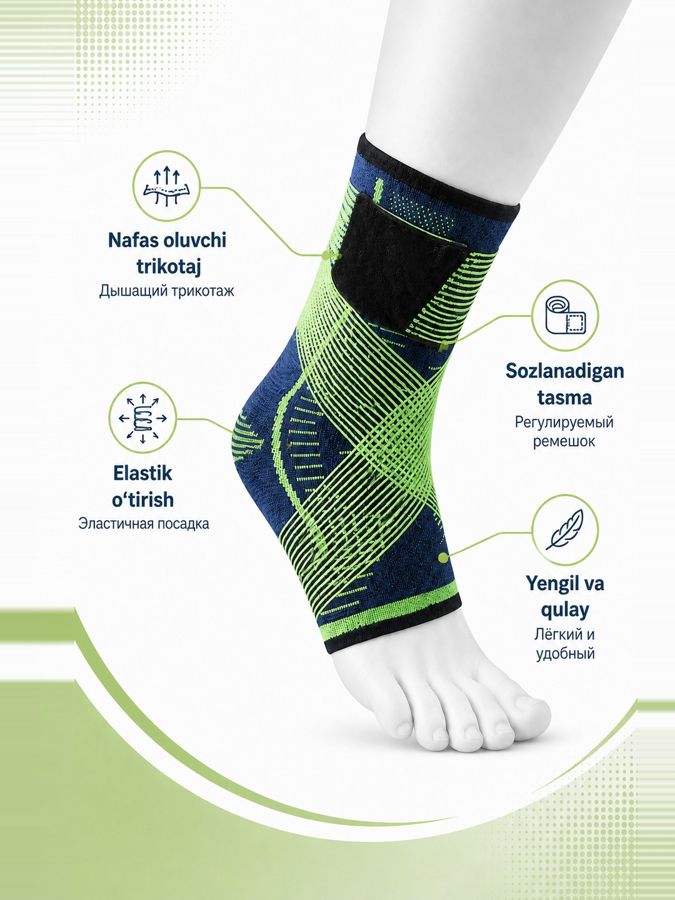 Nafas oluvchi
trikotaj
Дышащий трикотаж
Sozlanadigan
tasma
Регулируемый
ремешок
Elastik
o‘tirish
Эластичная посадка
Yengil va
qulay
Лёгкий и
удобный